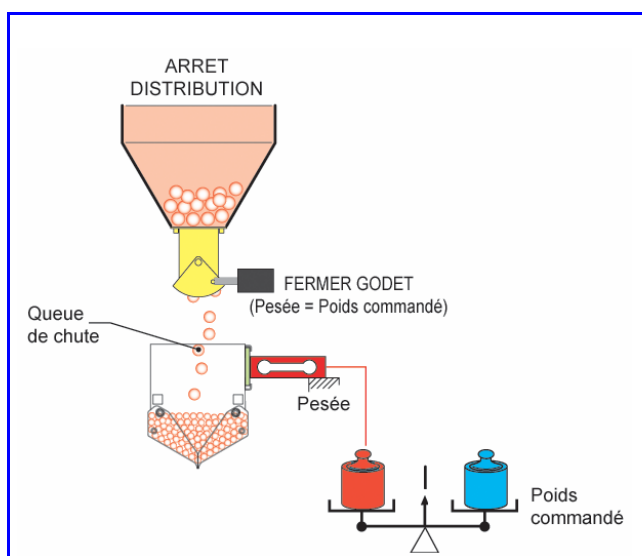 ARRET
DISTRIBUTION
FERMER GODET
(Pesée = Poids commandé)
Queue
de chute
Pesée
Poids
commandé